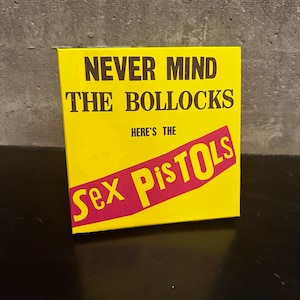 NEVER MIND
THE BOLLOCKS
HERE'S THE
Sex PisTOLs